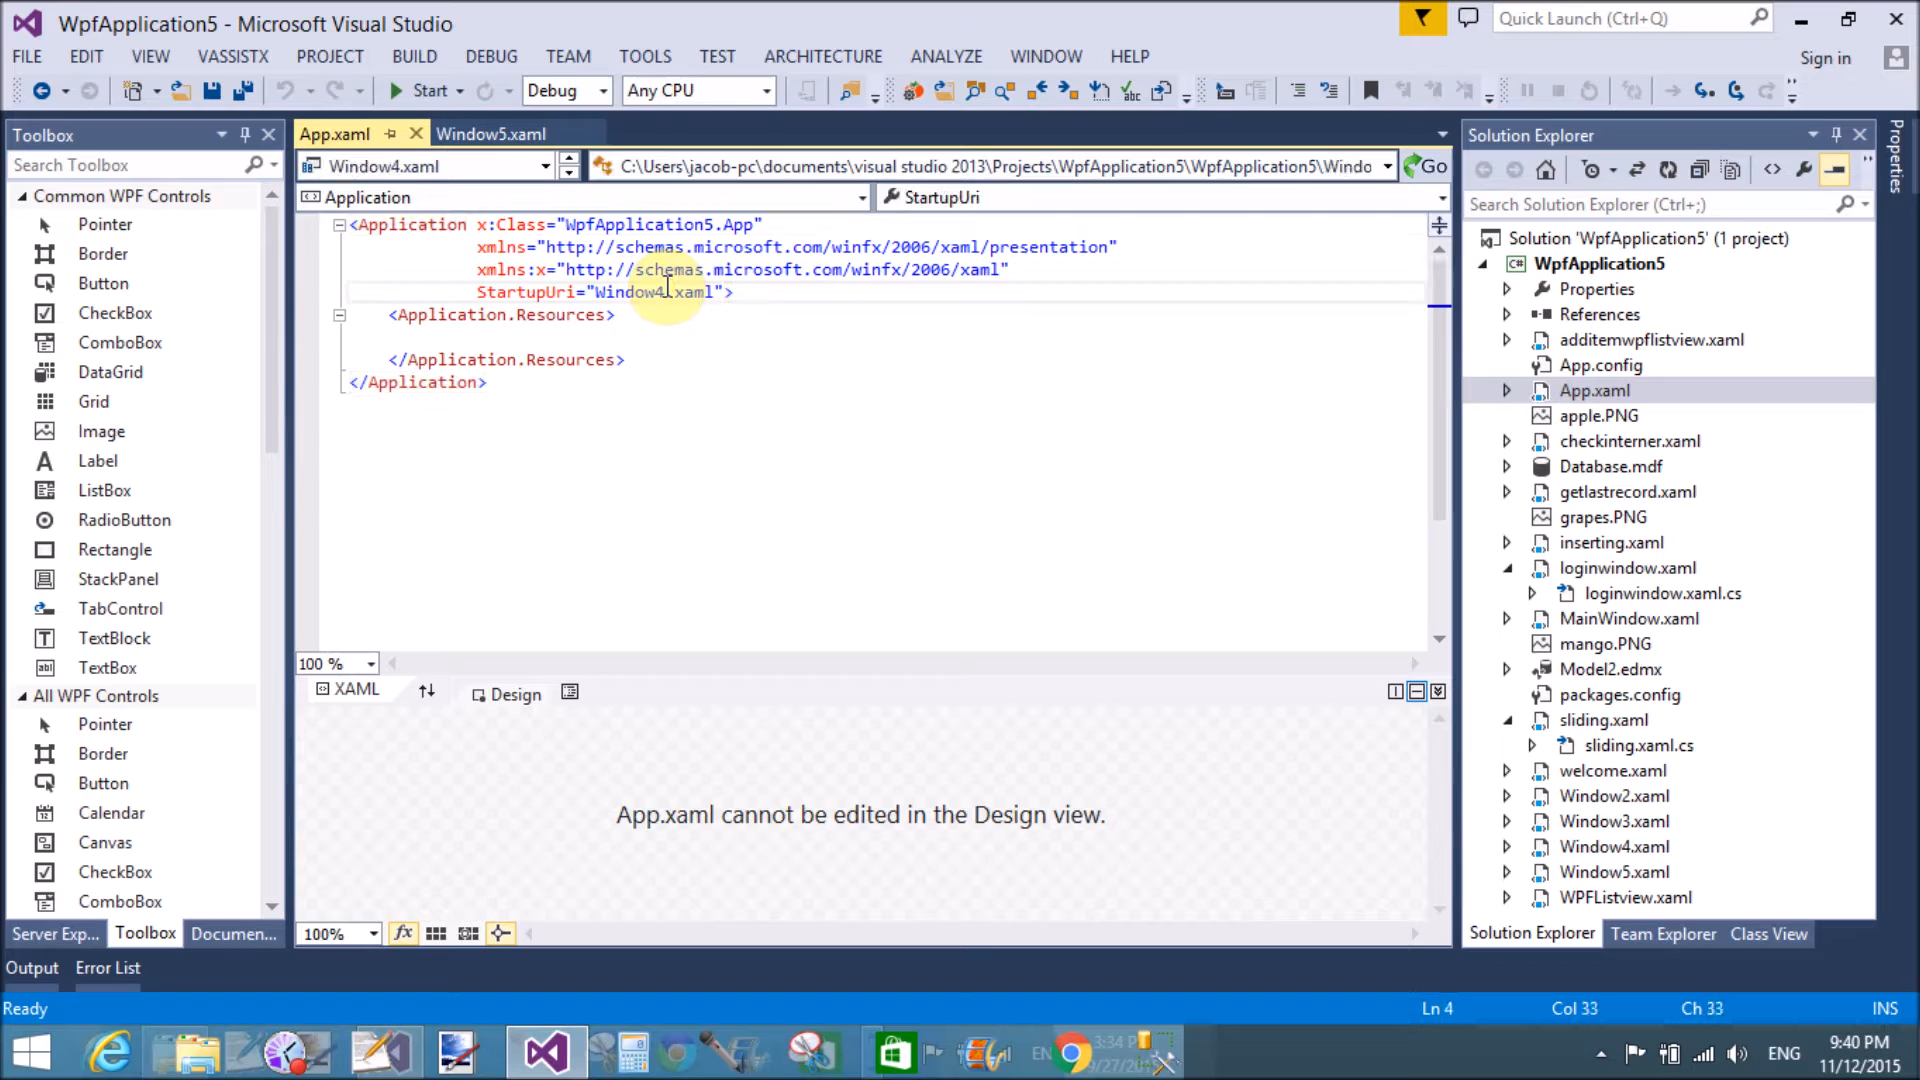 WpfApplication5 - Microsoft Visual Studio
Quick Launch (Ctrl+Q)
FILE EDIT VIEW VASSISTX PROJECT BUILD DEBUG TEAM TOOLS TEST ARCHITECTURE ANALYZE WINDOW HELP
Sign in
Start Debug Any CPU
Toolbox
Search Toolbox
Common WPF Controls
Pointer
Border
Button
CheckBox
ComboBox
DataGrid
Grid
Image
Label
ListBox
RadioButton
Rectangle
StackPanel
TabControl
TextBlock
TextBox
All WPF Controls
Pointer
Border
Button
Calendar
Canvas
CheckBox
ComboBox
Server Exp... Toolbox Documen...
App.xaml Window5.xaml
Window4.xaml C:\Users\jacob-pc\documents\visual studio 2013\Projects\WpfApplication5\WpfApplication5\Windo Go
Application StartupUri
<Application x:Class="WpfApplication5.App"
xmlns="http://schemas.microsoft.com/winfx/2006/xaml/presentation"
xmlns:x="http://schemas.microsoft.com/winfx/2006/xaml"
StartupUri="Window4.xaml">
<Application.Resources>
</Application.Resources>
</Application>
100 %
XAML Design
App.xaml cannot be edited in the Design view.
100% fx
Solution Explorer
Search Solution Explorer (Ctrl+;)
Solution 'WpfApplication5' (1 project)
WpfApplication5
Properties
References
additemwpflistview.xaml
App.config
App.xaml
apple.PNG
checkinterner.xaml
Database.mdf
getlastrecord.xaml
grapes.PNG
inserting.xaml
loginwindow.xaml
loginwindow.xaml.cs
MainWindow.xaml
mango.PNG
Model2.edmx
packages.config
sliding.xaml
sliding.xaml.cs
welcome.xaml
Window2.xaml
Window3.xaml
Window4.xaml
Window5.xaml
WPFListview.xaml
Solution Explorer Team Explorer Class View
Properties
Output Error List
Ready Ln 4 Col 33 Ch 33 INS
EN 3:34 P
9/27/20
ENG
9:40 PM
11/12/2015